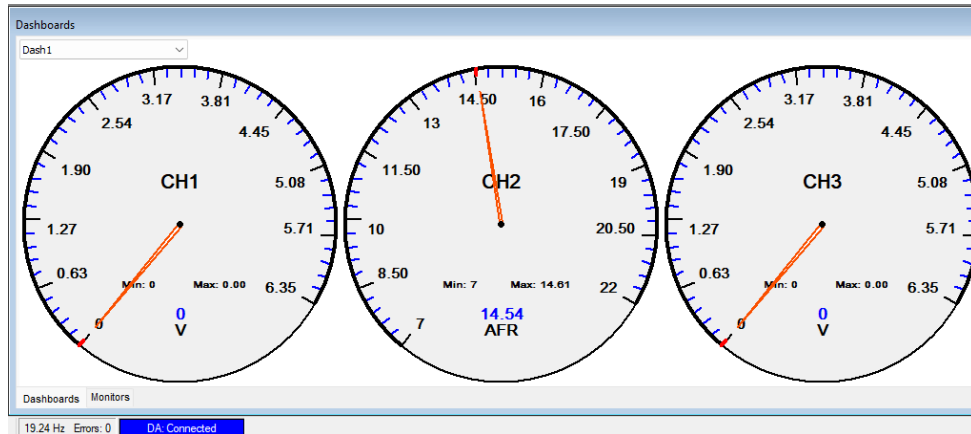 Dashboards
Dash1
CH1
0
0.63
1.27
1.90
2.54
3.17
3.81
4.45
5.08
5.71
6.35
Min: 0 Max: 0.00
0
V
CH2
7
8.50
10
11.50
13
14.50
16
17.50
19
20.50
22
Min: 7 Max: 14.61
14.54
AFR
CH3
0
0.63
1.27
1.90
2.54
3.17
3.81
4.45
5.08
5.71
6.35
Min: 0 Max: 0.00
0
V
Dashboards Monitors
19.24 Hz Errors: 0 DA: Connected